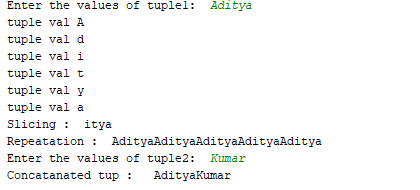 Enter the values of tuple1:  Aditya
tuple val A
tuple val d
tuple val i
tuple val t
tuple val y
tuple val a
Slicing :  itya
Repeatation :  AdityaAdityaAdityaAdityaAditya
Enter the values of tuple2:  Kumar
Concatanated tup :   AdityaKumar